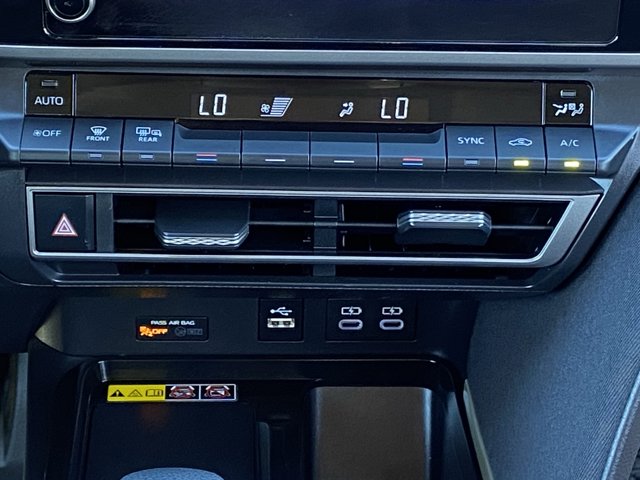 AUTO
LO LO
OFF FRONT REAR SYNC A/C
PASS AIR BAG
OFF